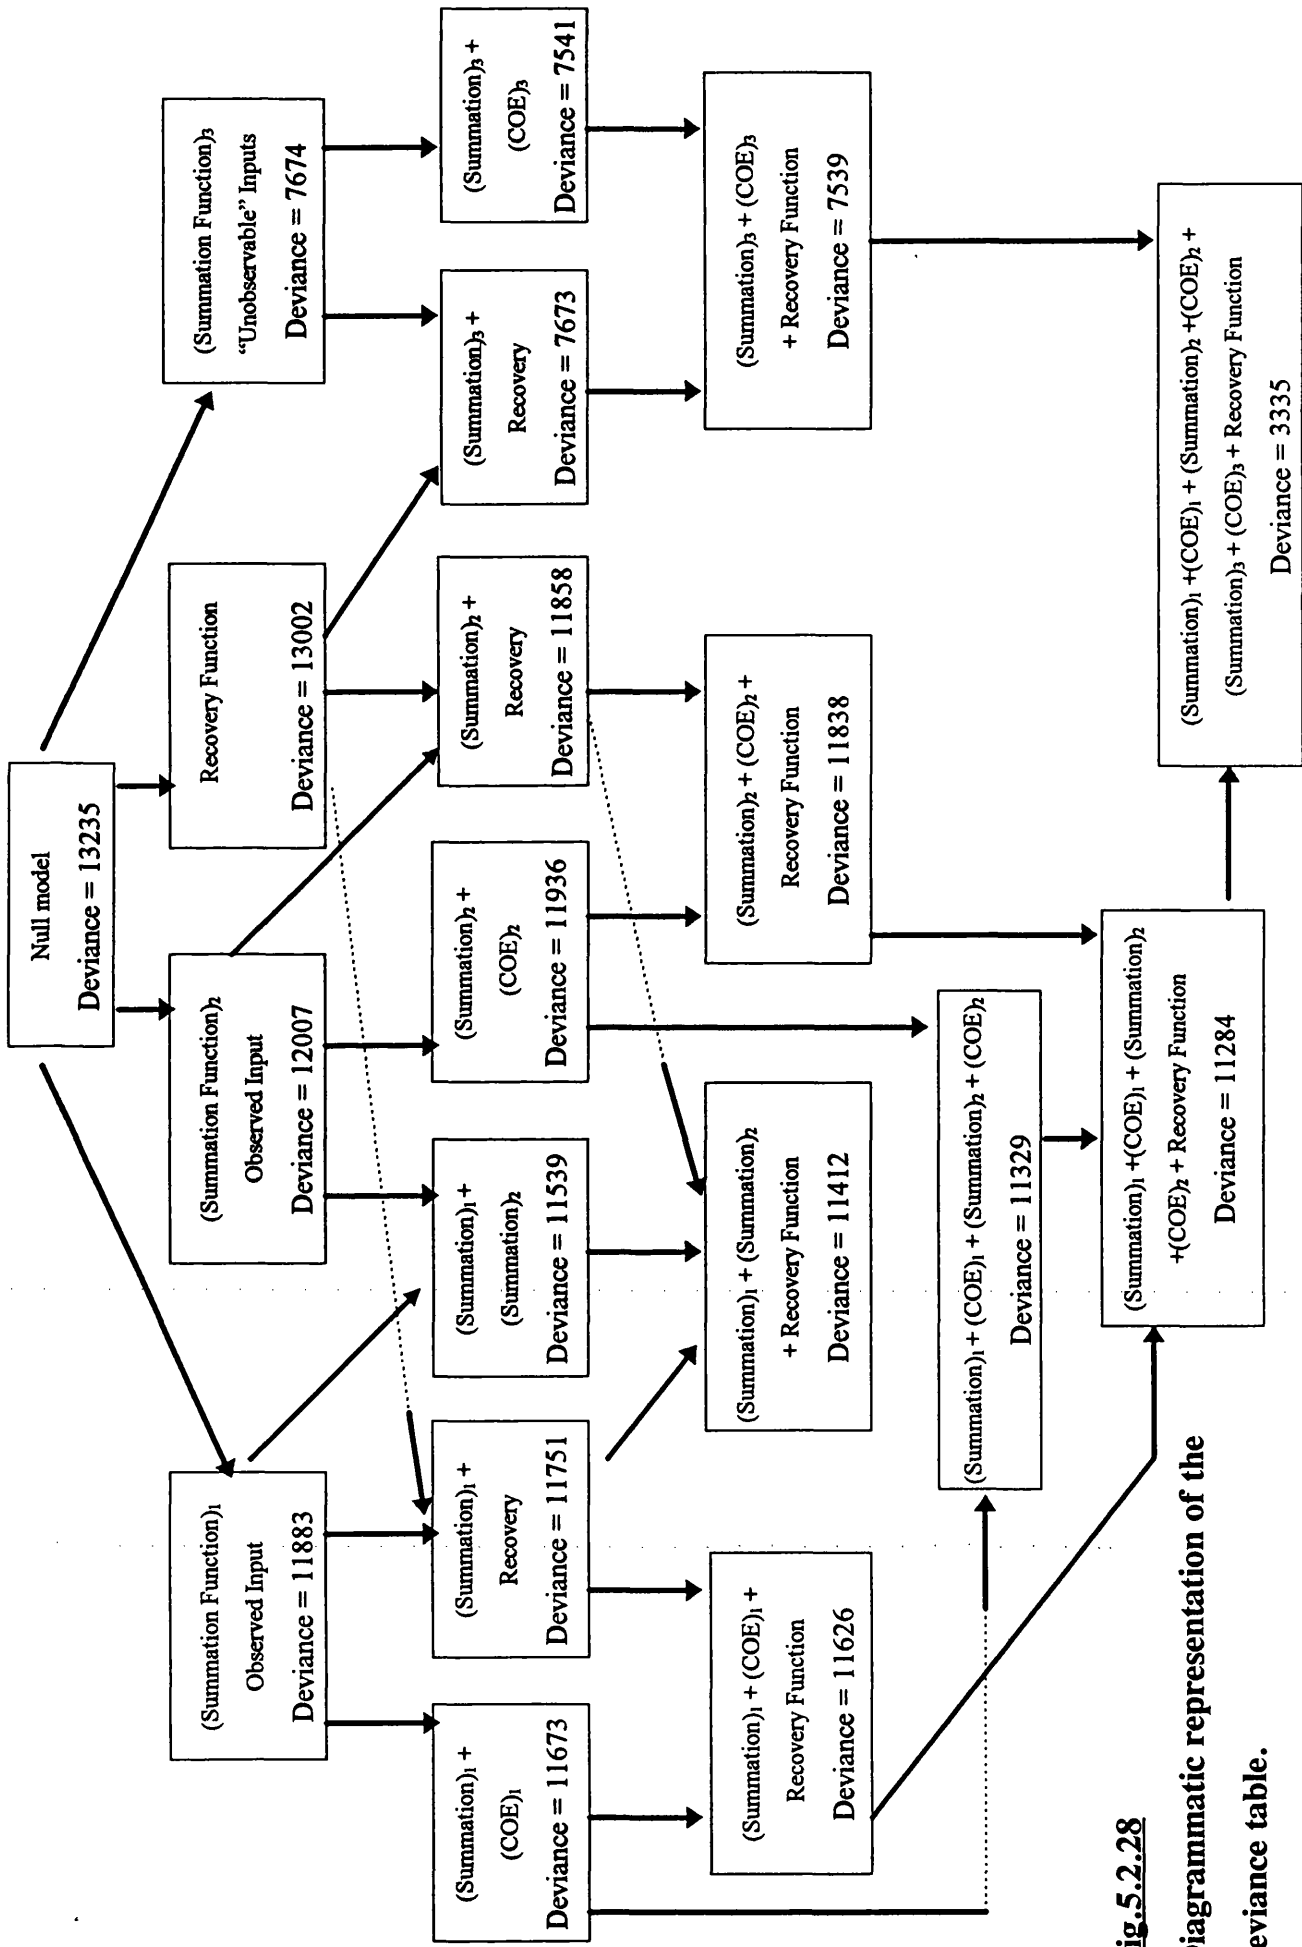 Null model
Deviance = 13235
(Summation Function)₁
Observed Input
Deviance = 11883
(Summation Function)₂
Observed Input
Deviance = 12007
Recovery Function
Deviance = 13002
(Summation Function)₃
“Unobservable” Inputs
Deviance = 7674
(Summation)₁ +
(COE)₁
Deviance = 11673
(Summation)₁ +
Recovery
Deviance = 11751
(Summation)₁ +
(Summation)₂
Deviance = 11539
(Summation)₂ +
(COE)₂
Deviance = 11936
(Summation)₂ +
Recovery
Deviance = 11858
(Summation)₃ +
Recovery
Deviance = 7673
(Summation)₃ +
(COE)₃
Deviance = 7541
(Summation)₁ + (COE)₁ +
Recovery Function
Deviance = 11626
(Summation)₁ + (Summation)₂
+ Recovery Function
Deviance = 11412
(Summation)₂ + (COE)₂ +
Recovery Function
Deviance = 11838
(Summation)₃ + (COE)₃
+ Recovery Function
Deviance = 7539
(Summation)₁ + (COE)₁ + (Summation)₂ + (COE)₂
Deviance = 11329
(Summation)₁ +(COE)₁ + (Summation)₂
+(COE)₂ + Recovery Function
Deviance = 11284
(Summation)₁ +(COE)₁ + (Summation)₂ +(COE)₂ +
(Summation)₃ + (COE)₃ + Recovery Function
Deviance = 3335
ig.5.2.28
iagrammatic representation of the
eviance table.